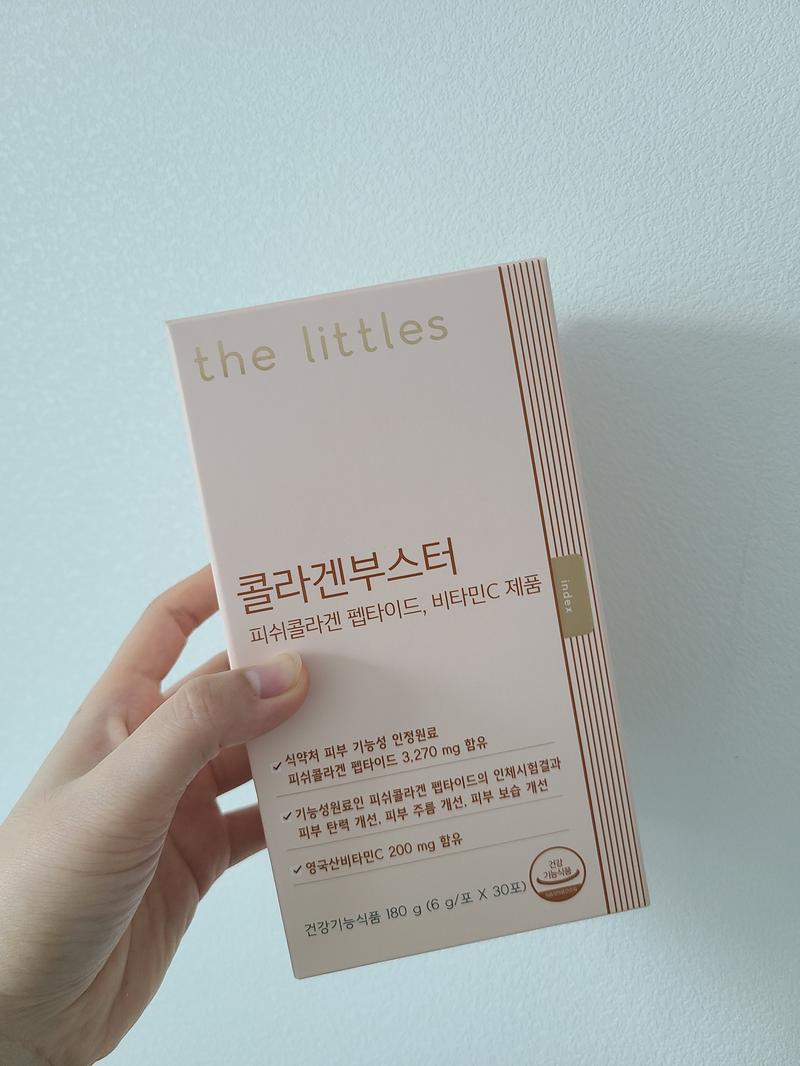 the littles
콜라겐부스터
피쉬콜라겐 펩타이드, 비타민C 제품
index
✓식약처 피부 기능성 인정원료
피쉬콜라겐 펩타이드 3,270 mg 함유
✓기능성원료인 피쉬콜라겐 펩타이드의 인체시험결과
피부 탄력 개선, 피부 주름 개선, 피부 보습 개선
✓영국산비타민C 200 mg 함유
건강기능식품 180 g (6 g/포 X 30포)
건강
기능식품